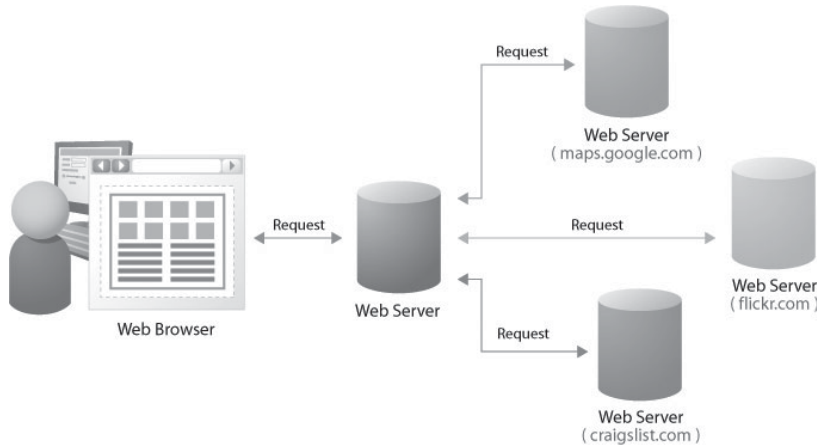 Request
Web Server
( maps.google.com )
Request
Request
Web Server
Web Server
( flickr.com )
Web Browser
Request
Web Server
( craigslist.com )